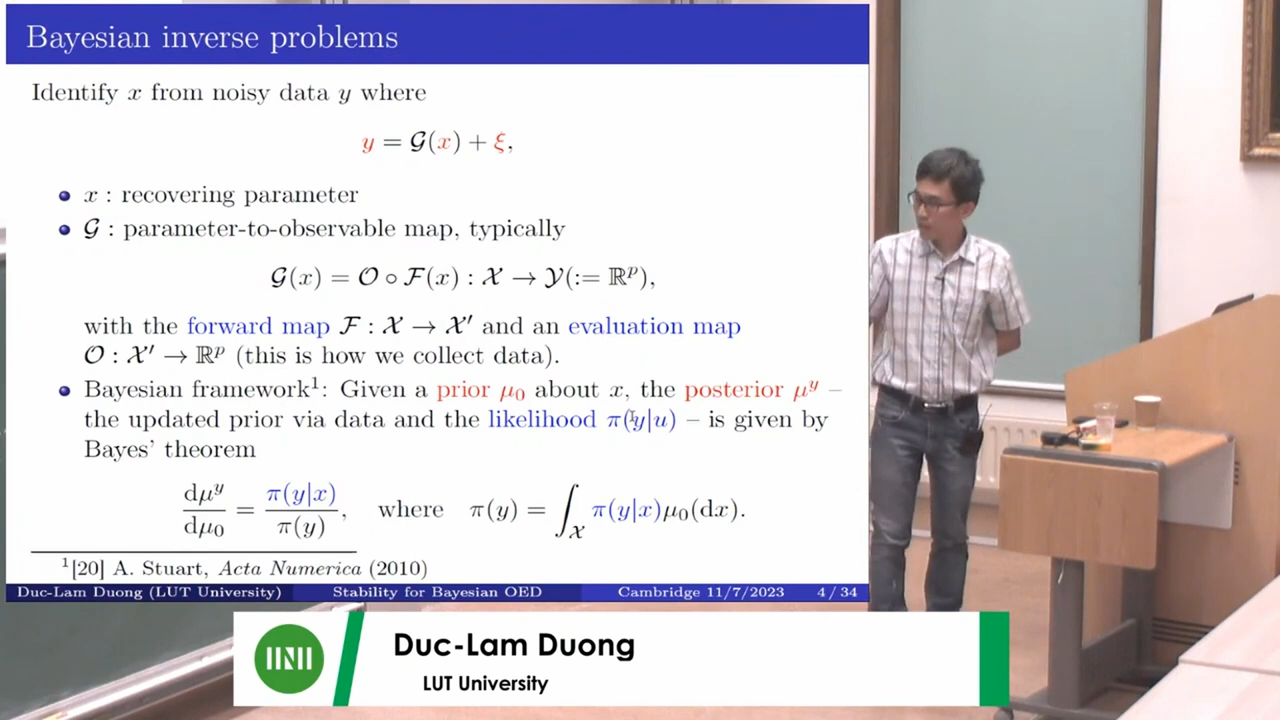 Bayesian inverse problems
Identify x from noisy data y where
y = 𝒢(x) + ξ,
x : recovering parameter
𝒢 : parameter-to-observable map, typically
𝒢(x) = 𝒪 ∘ ℱ(x) : 𝒳 → 𝒴(:= ℝᵖ),
with the forward map ℱ : 𝒳 → 𝒳′ and an evaluation map
𝒪 : 𝒳′ → ℝᵖ (this is how we collect data).
Bayesian framework¹: Given a prior μ₀ about x, the posterior μʸ –
the updated prior via data and the likelihood π(y|u) – is given by
Bayes' theorem
dμʸ/dμ₀ = π(y|x)/π(y), where π(y) = ∫_𝒳 π(y|x)μ₀(dx).
¹[20] A. Stuart, Acta Numerica (2010)
Duc-Lam Duong (LUT University) Stability for Bayesian OED Cambridge 11/7/2023 4 / 34
Duc-Lam Duong
LUT University